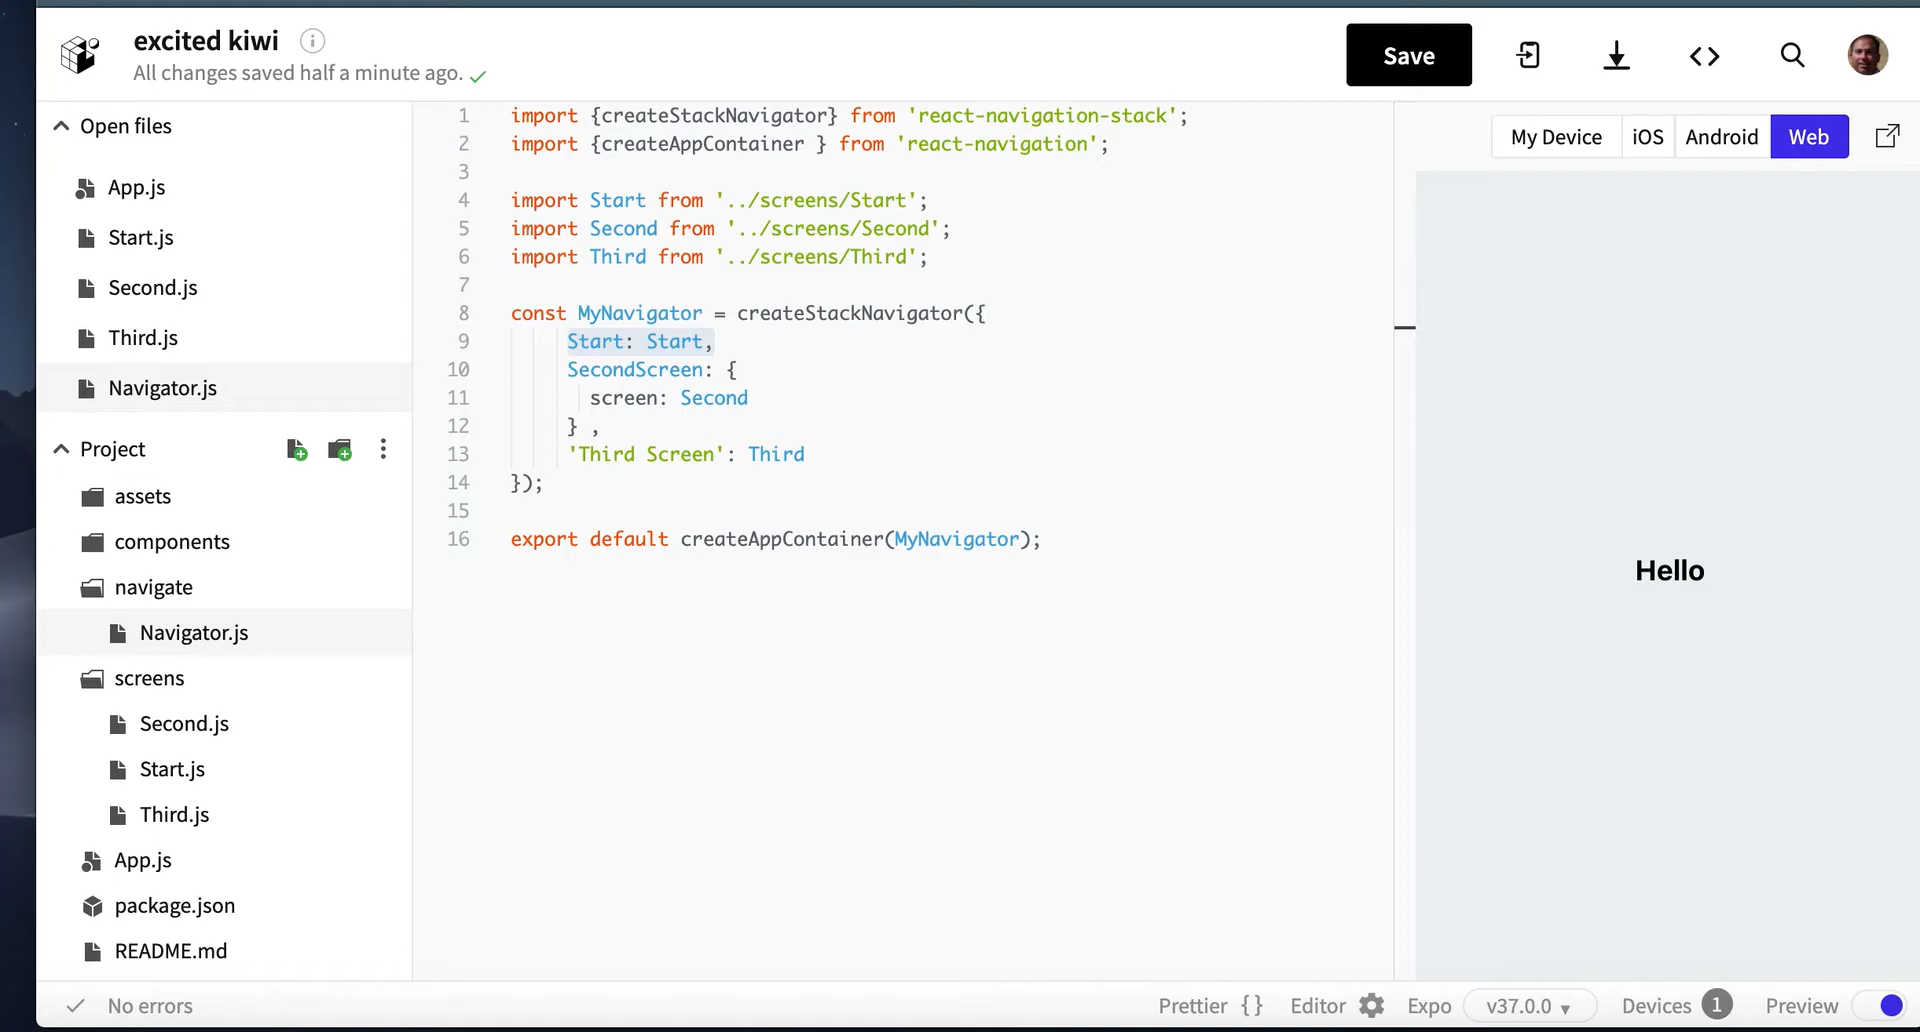 excited kiwi
All changes saved half a minute ago.
Save
Open files
App.js
Start.js
Second.js
Third.js
Navigator.js
Project
assets
components
navigate
Navigator.js
screens
Second.js
Start.js
Third.js
App.js
package.json
README.md
1 import {createStackNavigator} from 'react-navigation-stack';
2 import {createAppContainer } from 'react-navigation';
3
4 import Start from '../screens/Start';
5 import Second from '../screens/Second';
6 import Third from '../screens/Third';
7
8 const MyNavigator = createStackNavigator({
9 Start: Start,
10 SecondScreen: {
11 screen: Second
12 } ,
13 'Third Screen': Third
14 });
15
16 export default createAppContainer(MyNavigator);
My Device iOS Android Web
Hello
No errors
Prettier {} Editor Expo v37.0.0 Devices 1 Preview